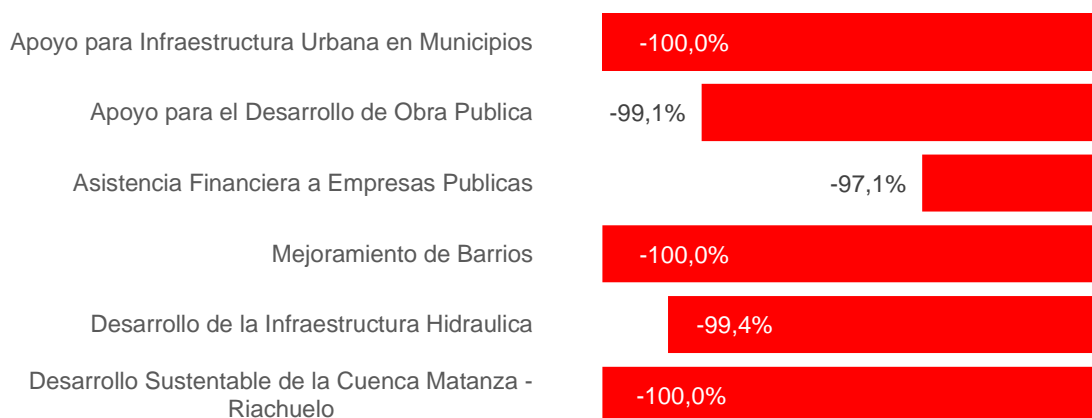 Apoyo para Infraestructura Urbana en Municipios
-100,0%
Apoyo para el Desarrollo de Obra Publica
-99,1%
Asistencia Financiera a Empresas Publicas
-97,1%
Mejoramiento de Barrios
-100,0%
Desarrollo de la Infraestructura Hidraulica
-99,4%
Desarrollo Sustentable de la Cuenca Matanza -
Riachuelo
-100,0%